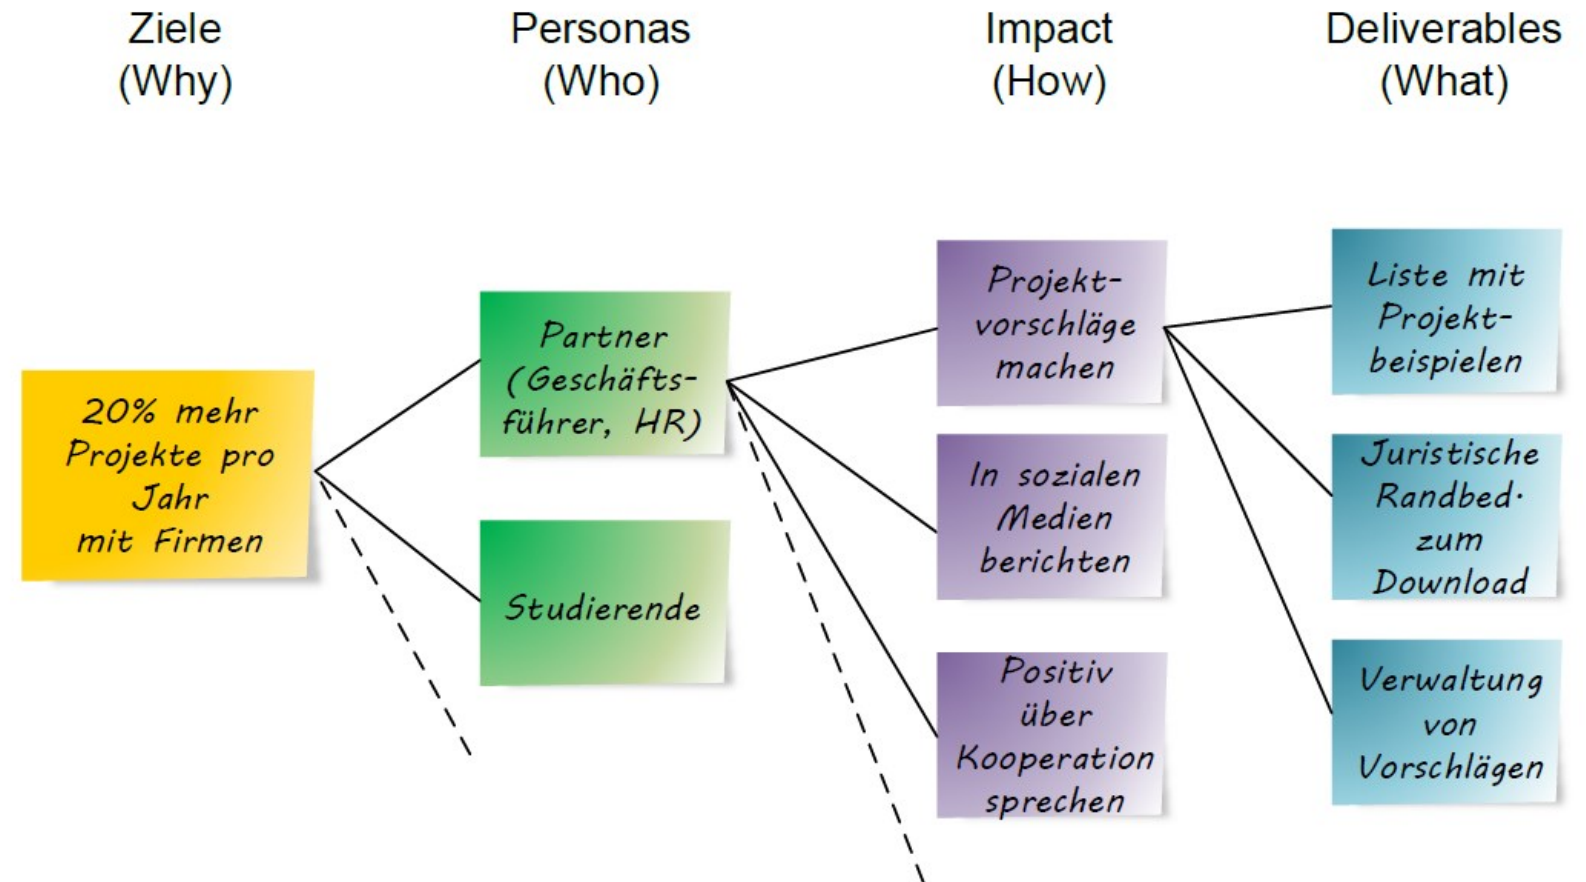 Ziele
(Why)
Personas
(Who)
Impact
(How)
Deliverables
(What)
20% mehr
Projekte pro
Jahr
mit Firmen
Partner
(Geschäfts-
führer, HR)
Studierende
Projekt-
vorschläge
machen
In sozialen
Medien
berichten
Positiv
über
Kooperation
sprechen
Liste mit
Projekt-
beispielen
Juristische
Randbed.
zum
Download
Verwaltung
von
Vorschlägen